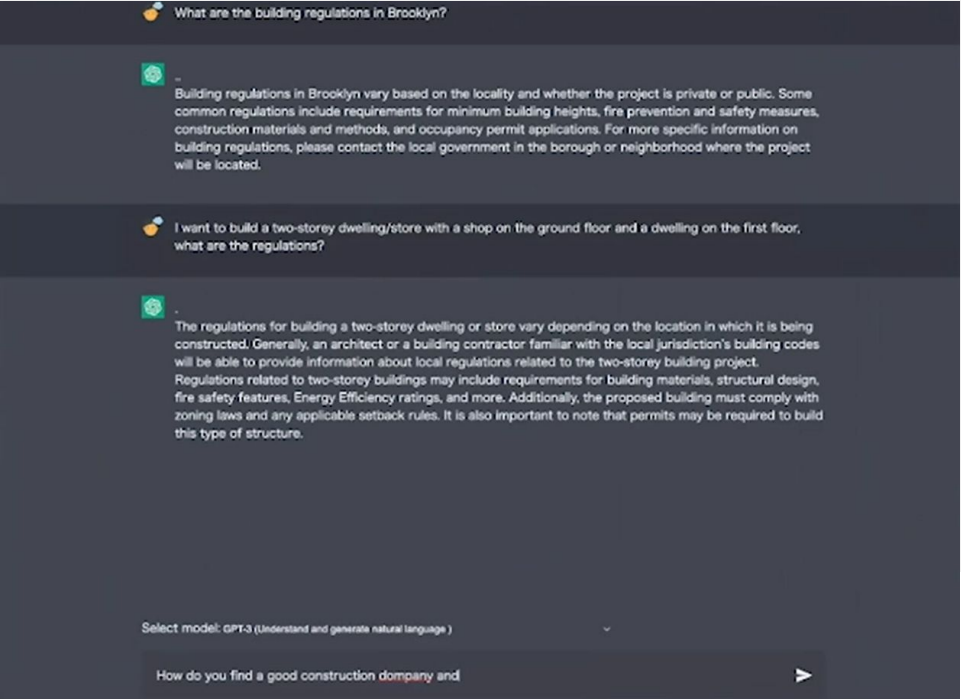 What are the building regulations in Brooklyn?
Building regulations in Brooklyn vary based on the locality and whether the project is private or public. Some
common regulations include requirements for minimum building heights, fire prevention and safety measures,
construction materials and methods, and occupancy permit applications. For more specific information on
building regulations, please contact the local government in the borough or neighborhood where the project
will be located.
I want to build a two-storey dwelling/store with a shop on the ground floor and a dwelling on the first floor,
what are the regulations?
The regulations for building a two-storey dwelling or store vary depending on the location in which it is being
constructed. Generally, an architect or a building contractor familiar with the local jurisdiction's building codes
will be able to provide information about local regulations related to the two-storey building project.
Regulations related to two-storey buildings may include requirements for building materials, structural design,
fire safety features, Energy Efficiency ratings, and more. Additionally, the proposed building must comply with
zoning laws and any applicable setback rules. It is also important to note that permits may be required to build
this type of structure.
Select model: GPT-3 (Understand and generate natural language )
How do you find a good construction dompany and